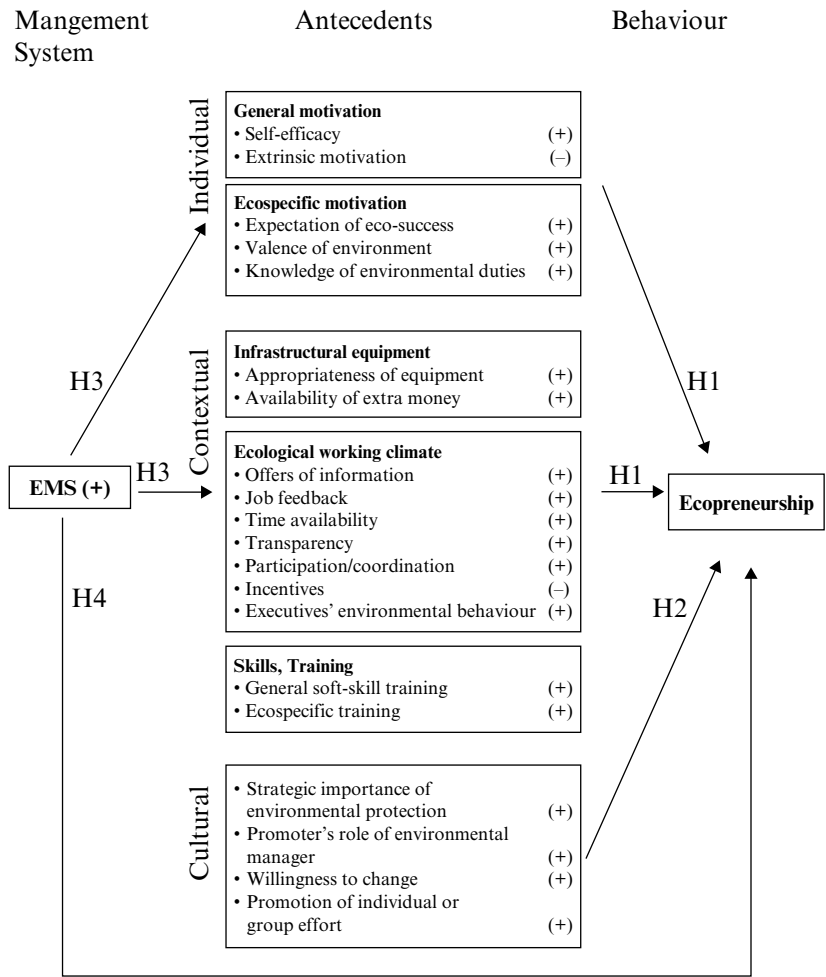 Mangement
System
Antecedents
Behaviour
Individual
General motivation
• Self-efficacy (+)
• Extrinsic motivation (–)
Ecospecific motivation
• Expectation of eco-success (+)
• Valence of environment (+)
• Knowledge of environmental duties (+)
H3
H1
Contextual
Infrastructural equipment
• Appropriateness of equipment (+)
• Availability of extra money (+)
EMS (+)
H3
Ecological working climate
• Offers of information (+)
• Job feedback (+)
• Time availability (+)
• Transparency (+)
• Participation/coordination (+)
• Incentives (–)
• Executives’ environmental behaviour (+)
H1
Ecopreneurship
H4
H2
Skills, Training
• General soft-skill training (+)
• Ecospecific training (+)
Cultural
• Strategic importance of
environmental protection (+)
• Promoter’s role of environmental
manager (+)
• Willingness to change (+)
• Promotion of individual or
group effort (+)